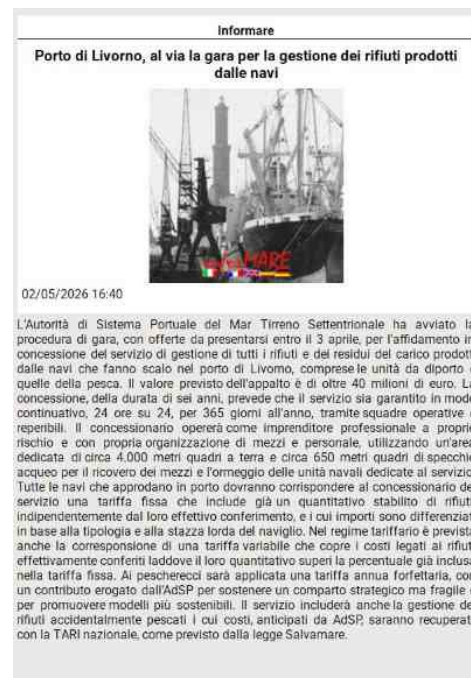 Informare
Porto di Livorno, al via la gara per la gestione dei rifiuti prodotti
dalle navi
02/05/2026 16:40
L'Autorità di Sistema Portuale del Mar Tirreno Settentrionale ha avviato la
procedura di gara, con offerte da presentarsi entro il 3 aprile, per l'affidamento in
concessione del servizio di gestione di tutti i rifiuti e dei residui del carico prodott
dalle navi che fanno scalo nel porto di Livorno, comprese le unità da diporto e
quelle della pesca. Il valore previsto dell'appalto è di oltre 40 milioni di euro. La
concessione, della durata di sei anni, prevede che il servizio sia garantito in modo
continuativo, 24 ore su 24, per 365 giorni all'anno, tramite squadre operative e
reperibili. Il concessionario opererà come imprenditore professionale a proprio
rischio e con propria organizzazione di mezzi e personale, utilizzando un'area
dedicata di circa 4.000 metri quadri a terra e circa 650 metri quadri di specchio
acqueo per il ricovero dei mezzi e l'ormeggio delle unità navali dedicate al servizio.
Tutte le navi che approdano in porto dovranno corrispondere al concessionario del
servizio una tariffa fissa che include già un quantitativo stabilito di rifiuti
indipendentemente dal loro effettivo conferimento, e i cui importi sono differenziat
in base alla tipologia e alla stazza lorda del naviglio. Nel regime tariffario è prevista
anche la corresponsione di una tariffa variabile che copre i costi legati ai rifiuti
effettivamente conferiti laddove il loro quantitativo superi la percentuale già inclusa
nella tariffa fissa. Ai pescherecci sarà applicata una tariffa annua forfettaria, con
un contributo erogato dall'AdSP per sostenere un comparto strategico ma fragile e
per promuovere modelli più sostenibili. Il servizio includerà anche la gestione dei
rifiuti accidentalmente pescati i cui costi, anticipati da AdSP, saranno recuperati
con la TARI nazionale, come previsto dalla legge Salvamare.